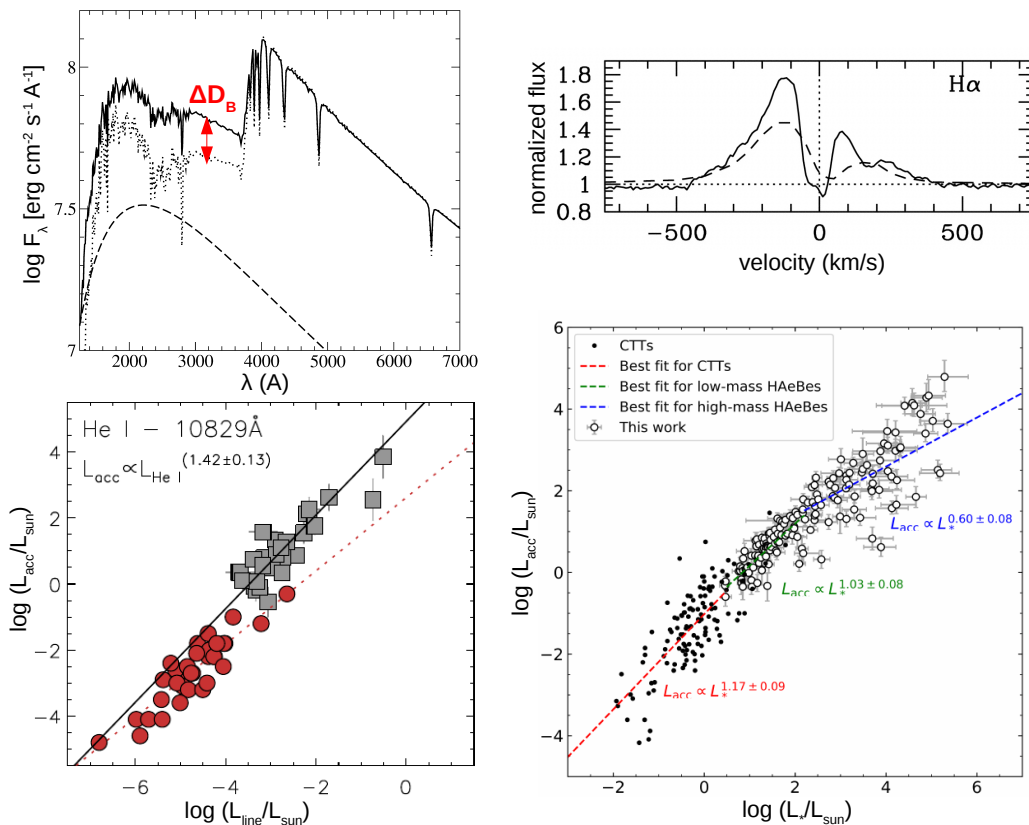 8
7.5
7
log F_λ [erg cm⁻² s⁻¹ A⁻¹]
ΔD_B
2000 3000 4000 5000 6000 7000
λ (A)
1.8
1.6
1.4
1.2
1
0.8
normalized flux
Hα
−500 0 500
velocity (km/s)
He I − 10829Å
L_acc ∝ L_He I^(1.42±0.13)
4
2
0
−2
−4
log (L_acc/L_sun)
−6 −4 −2 0
log (L_line/L_sun)
6
4
2
0
−2
−4
log (L_acc/L_sun)
CTTs
Best fit for CTTs
Best fit for low-mass HAeBes
Best fit for high-mass HAeBes
This work
L_acc ∝ L_*^0.60 ± 0.08
L_acc ∝ L_*^1.03 ± 0.08
L_acc ∝ L_*^1.17 ± 0.09
−2 0 2 4 6
log (L_*/L_sun)